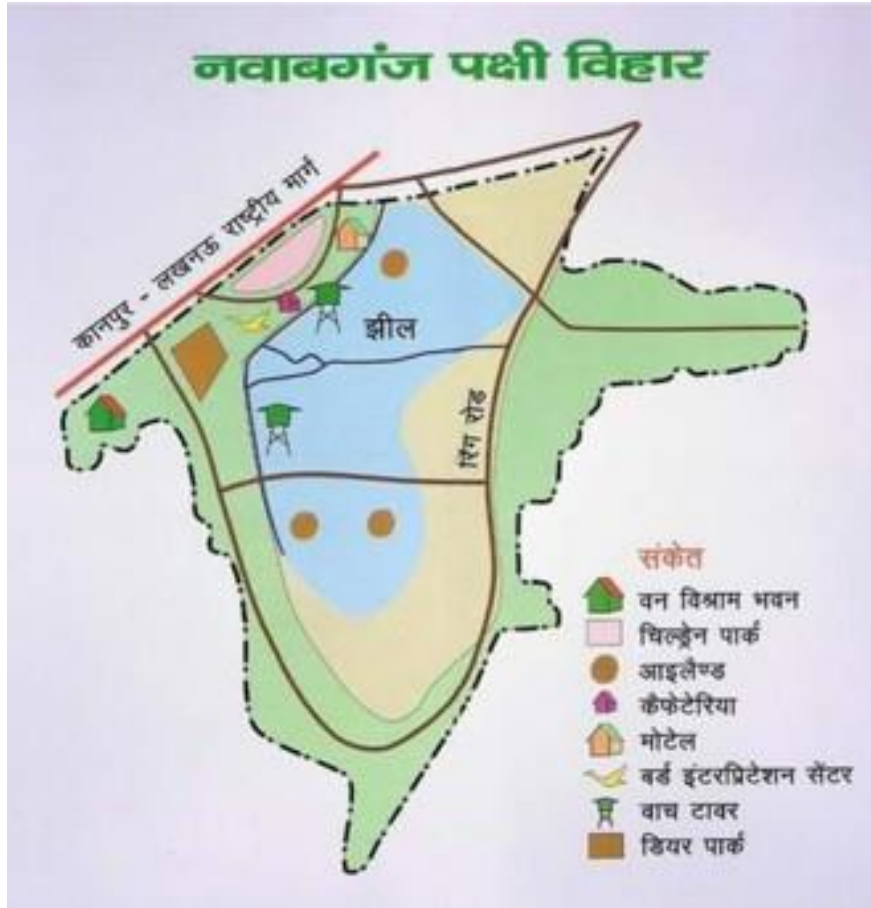 नवाबगंज पक्षी विहार
कानपुर - लखनऊ राष्ट्रीय मार्ग
झील
रिंग रोड
संकेत
वन विश्राम भवन
चिल्ड्रेन पार्क
आइलैण्ड
कैफेटेरिया
मोटेल
बर्ड इंटरप्रिटेशन सेंटर
वाच टावर
डियर पार्क